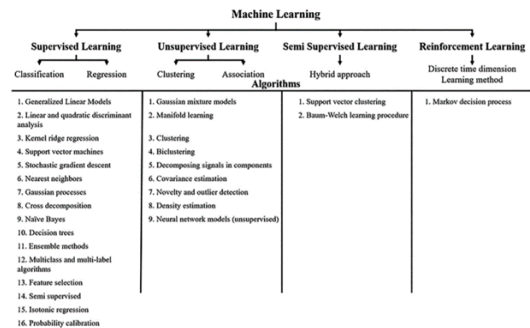 Machine Learning
Supervised Learning
Unsupervised Learning
Semi Supervised Learning
Reinforcement Learning
Classification
Regression
Clustering
Association
Hybrid approach
Discrete time dimension
Learning method
Algorithms
1. Generalized Linear Models
2. Linear and quadratic discriminant
analysis
3. Kernel ridge regression
4. Support vector machines
5. Stochastic gradient descent
6. Nearest neighbors
7. Gaussian processes
8. Cross decomposition
9. Naïve Bayes
10. Decision trees
11. Ensemble methods
12. Multiclass and multi-label
algorithms
13. Feature selection
14. Semi supervised
15. Isotonic regression
16. Probability calibration
1. Gaussian mixture models
2. Manifold learning
3. Clustering
4. Biclustering
5. Decomposing signals in components
6. Covariance estimation
7. Novelty and outlier detection
8. Density estimation
9. Neural network models (unsupervised)
1. Support vector clustering
2. Baum-Welch learning procedure
1. Markov decision process